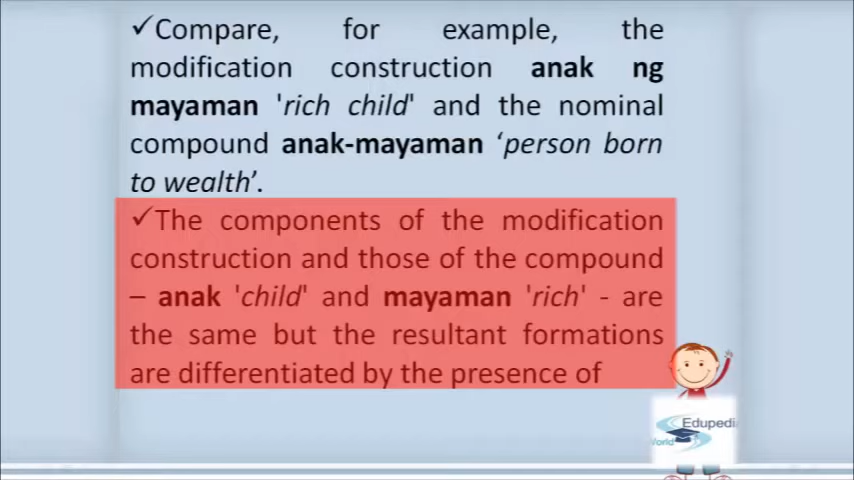 ✓Compare, for example, the
modification construction anak ng
mayaman 'rich child' and the nominal
compound anak-mayaman ‘person born
to wealth’.
✓The components of the modification
construction and those of the compound
– anak 'child' and mayaman 'rich' - are
the same but the resultant formations
are differentiated by the presence of
Edupedi
World